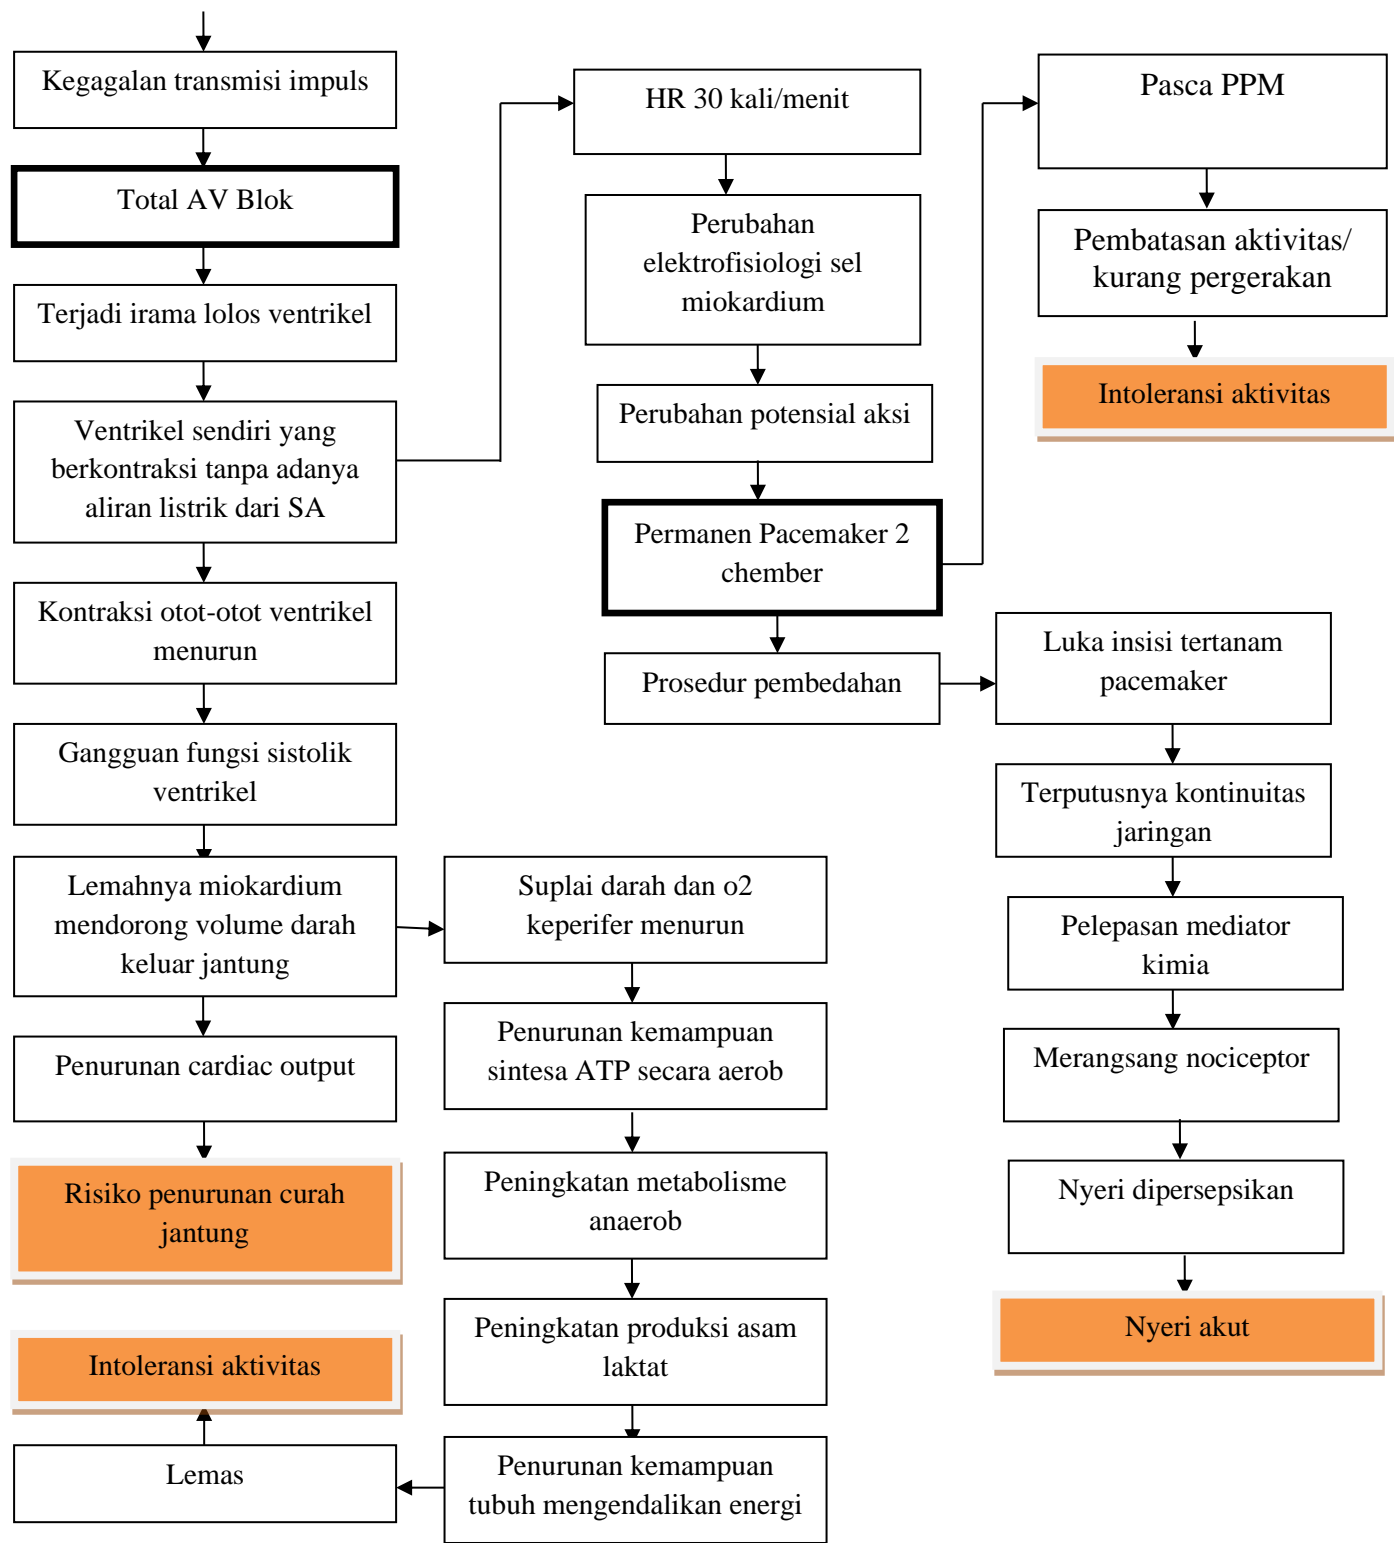 Kegagalan transmisi impuls
Total AV Blok
Terjadi irama lolos ventrikel
Ventrikel sendiri yang
berkontraksi tanpa adanya
aliran listrik dari SA
Kontraksi otot-otot ventrikel
menurun
Gangguan fungsi sistolik
ventrikel
Lemahnya miokardium
mendorong volume darah
keluar jantung
Penurunan cardiac output
Risiko penurunan curah
jantung
Intoleransi aktivitas
Lemas
HR 30 kali/menit
Perubahan
elektrofisiologi sel
miokardium
Perubahan potensial aksi
Permanen Pacemaker 2
chember
Prosedur pembedahan
Suplai darah dan o2
keperifer menurun
Penurunan kemampuan
sintesa ATP secara aerob
Peningkatan metabolisme
anaerob
Peningkatan produksi asam
laktat
Penurunan kemampuan
tubuh mengendalikan energi
Pasca PPM
Pembatasan aktivitas/
kurang pergerakan
Intoleransi aktivitas
Luka insisi tertanam
pacemaker
Terputusnya kontinuitas
jaringan
Pelepasan mediator
kimia
Merangsang nociceptor
Nyeri dipersepsikan
Nyeri akut